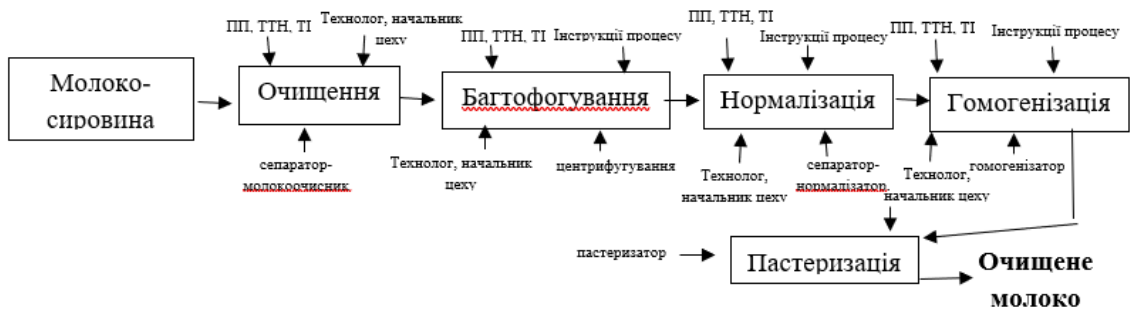 ПП, ТТН, ТІ
Технолог, начальник
цеху
ПП, ТТН, ТІ
Інструкції процесу
ПП, ТТН, ТІ
Інструкції процесу
ПП, ТТН, ТІ
Інструкції процесу
Молоко-
сировина
Очищення
Багтофогування
Нормалізація
Гомогенізація
сепаратор-
молокоочисник
Технолог, начальник
цеху
центрифугування
Технолог,
начальник цеху
сепаратор-
нормалізатор
Технолог,
начальник цеху
гомогенізатор
пастеризатор
Пастеризація
Очищене
молоко